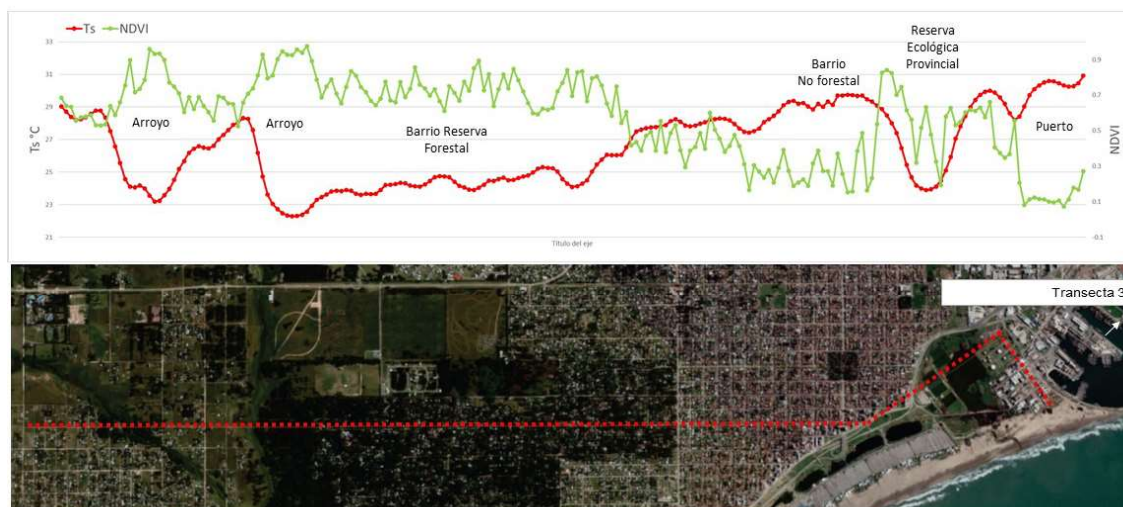 Ts NDVI
Reserva
Ecológica
Provincial
Barrio
No forestal
33
31
29
27
25
23
21
Ts °C
Arroyo
Arroyo
Barrio Reserva
Forestal
Puerto
0.9
0.7
0.5
0.3
0.1
-0.1
NDVI
Título del eje
Transecta 3